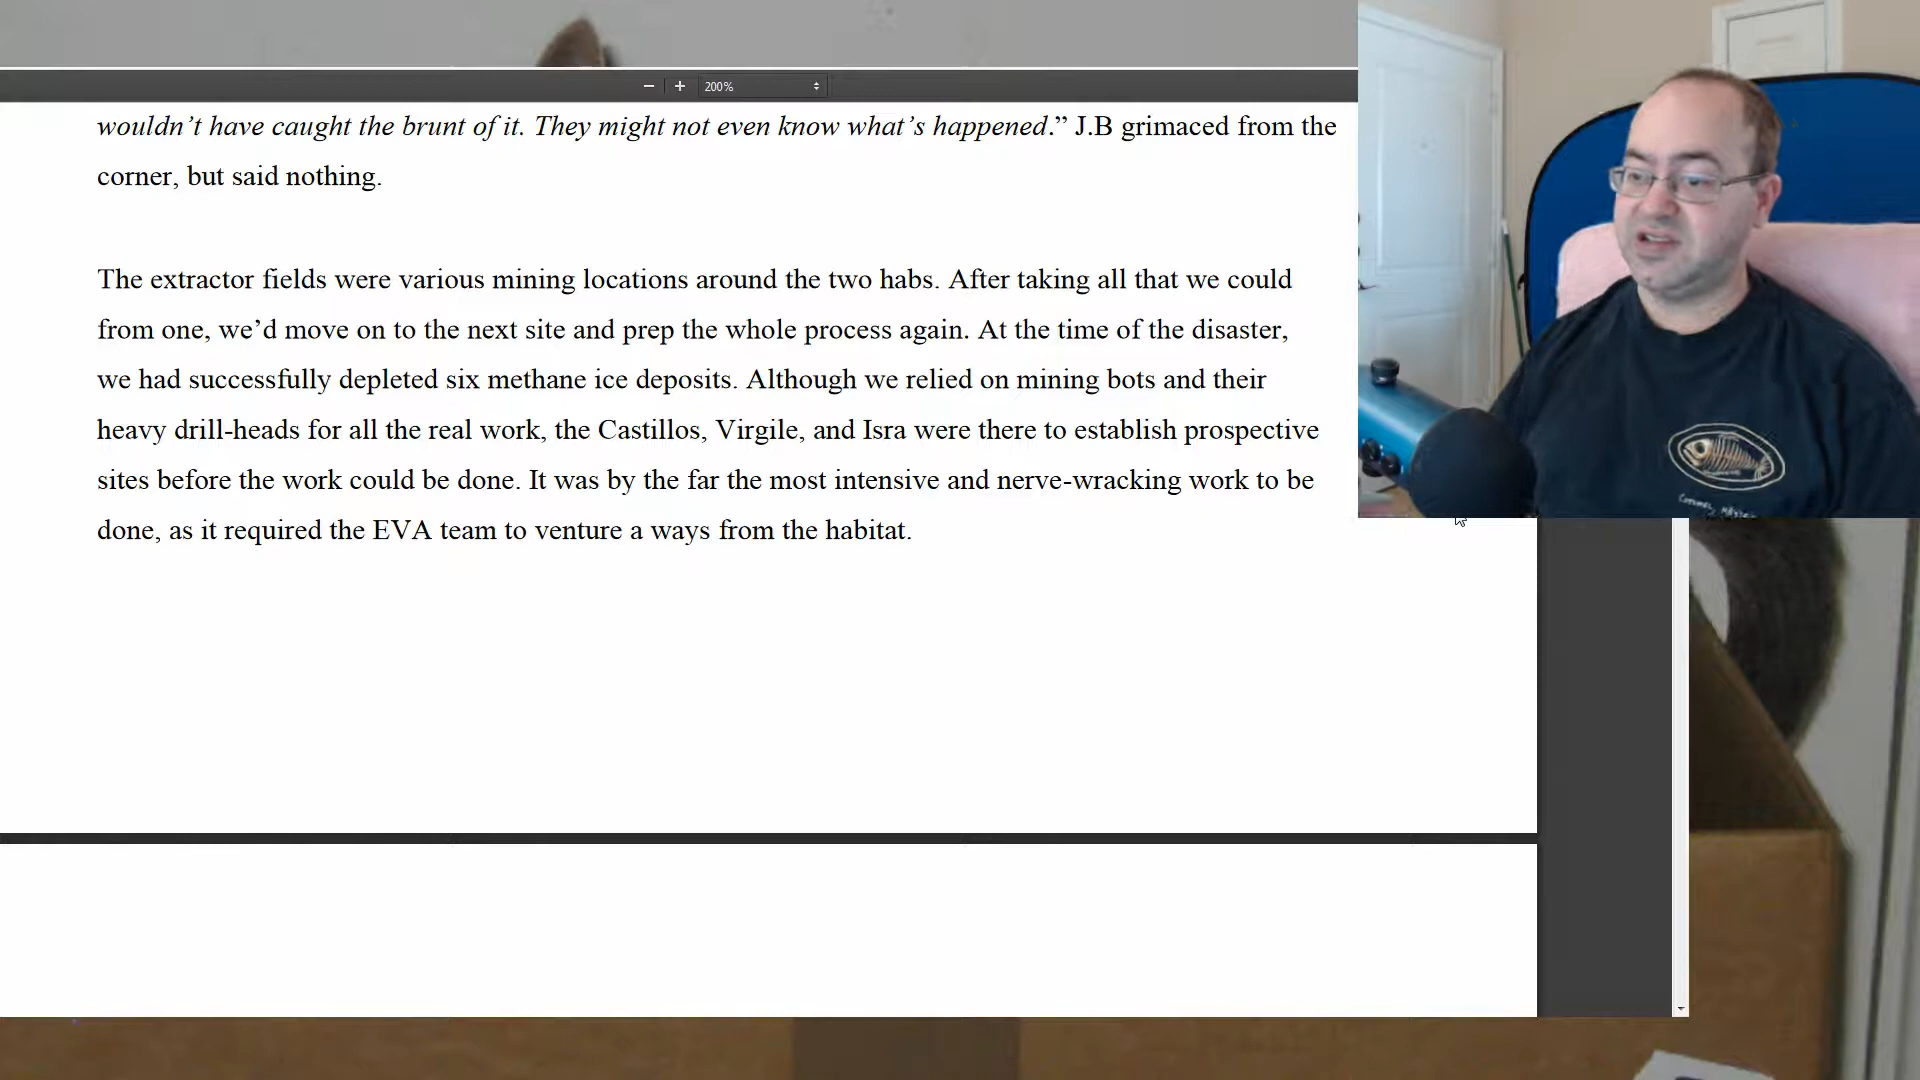 200%
wouldn’t have caught the brunt of it. They might not even know what’s happened.” J.B grimaced from the
corner, but said nothing.
The extractor fields were various mining locations around the two habs. After taking all that we could
from one, we’d move on to the next site and prep the whole process again. At the time of the disaster,
we had successfully depleted six methane ice deposits. Although we relied on mining bots and their
heavy drill-heads for all the real work, the Castillos, Virgile, and Isra were there to establish prospective
sites before the work could be done. It was by the far the most intensive and nerve-wracking work to be
done, as it required the EVA team to venture a ways from the habitat.